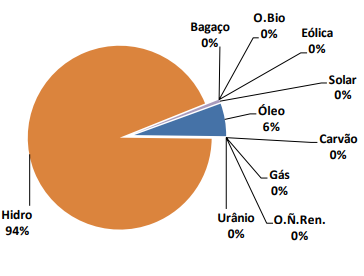 Bagaço
0%
O.Bio
0%
Eólica
0%
Solar
0%
Óleo
6%
Carvão
0%
Gás
0%
O.Ñ.Ren.
0%
Urânio
0%
Hidro
94%